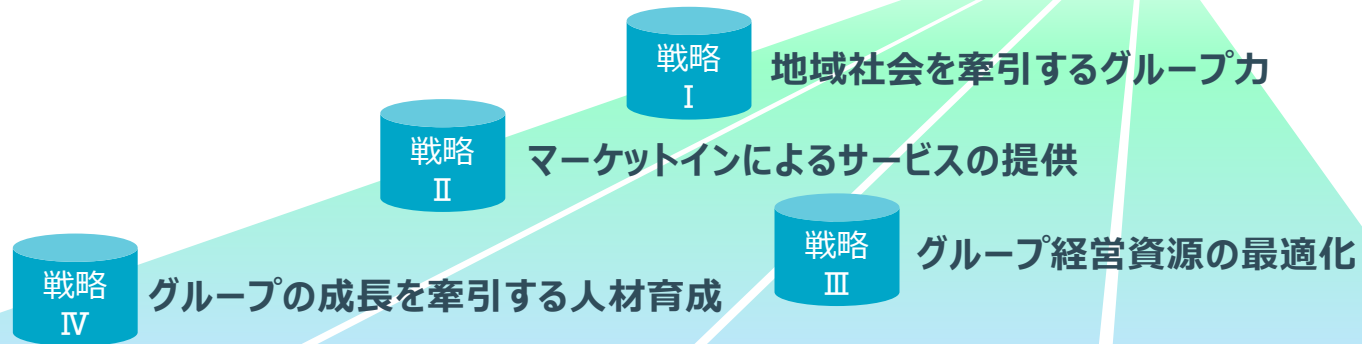 戦略
Ⅰ
地域社会を牽引するグループ力
戦略
Ⅱ
マーケットインによるサービスの提供
戦略
Ⅲ
グループ経営資源の最適化
戦略
Ⅳ
グループの成長を牽引する人材育成